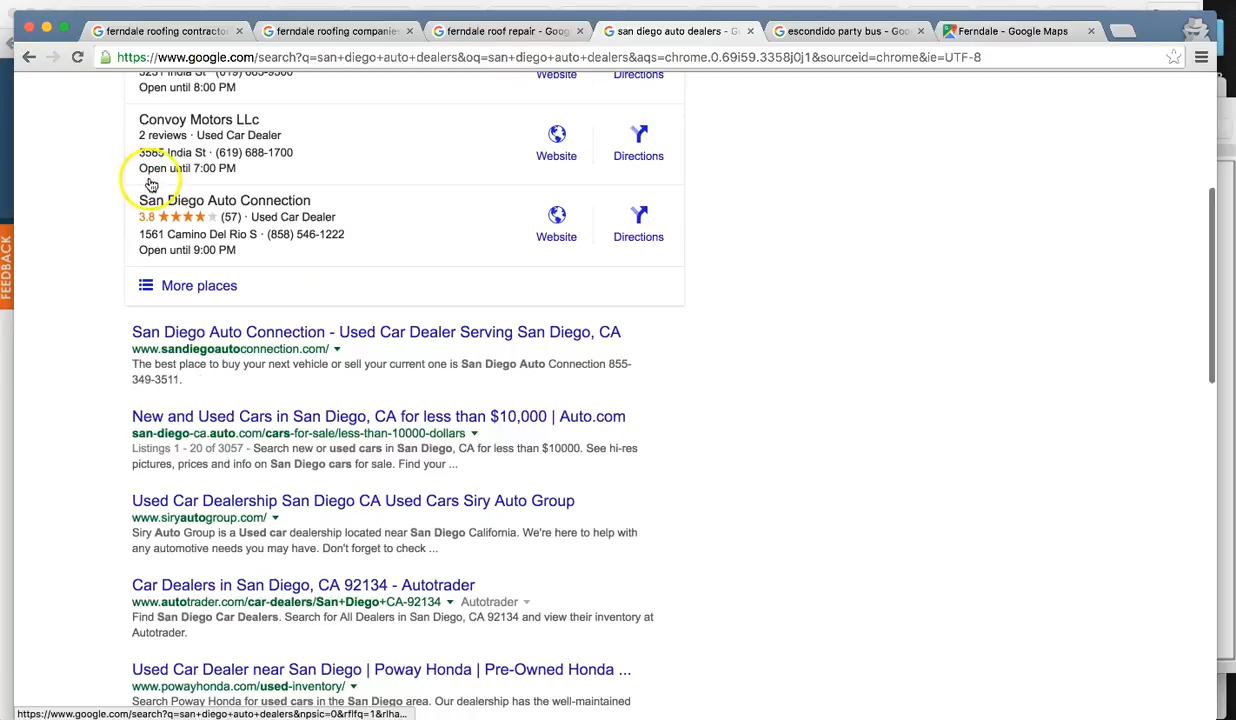 ferndale roofing contractor
ferndale roofing companies
ferndale roof repair - Goog
san diego auto dealers - G
escondido party bus - Goo
Ferndale - Google Maps
https://www.google.com/search?q=san+diego+auto+dealers&oq=san+diego+auto+dealers&aqs=chrome.0.69i59.3358j0j1&sourceid=chrome&ie=UTF-8
Website
Directions
Open until 8:00 PM
Convoy Motors LLc
2 reviews · Used Car Dealer
3585 India St · (619) 688-1700
Open until 7:00 PM
Website
Directions
San Diego Auto Connection
3.8 (57) · Used Car Dealer
1561 Camino Del Rio S · (858) 546-1222
Open until 9:00 PM
Website
Directions
More places
FEEDBACK
San Diego Auto Connection - Used Car Dealer Serving San Diego, CA
www.sandiegoautoconnection.com/
The best place to buy your next vehicle or sell your current one is San Diego Auto Connection 855-
349-3511.
New and Used Cars in San Diego, CA for less than $10,000 | Auto.com
san-diego-ca.auto.com/cars-for-sale/less-than-10000-dollars
Listings 1 - 20 of 3057 - Search new or used cars in San Diego, CA for less than $10000. See hi-res
pictures, prices and info on San Diego cars for sale. Find your ...
Used Car Dealership San Diego CA Used Cars Siry Auto Group
www.siryautogroup.com/
Siry Auto Group is a Used car dealership located near San Diego California. We're here to help with
any automotive needs you may have. Don't forget to check ...
Car Dealers in San Diego, CA 92134 - Autotrader
www.autotrader.com/car-dealers/San+Diego+CA-92134 Autotrader
Find San Diego Car Dealers. Search for All Dealers in San Diego, CA 92134 and view their inventory at
Autotrader.
Used Car Dealer near San Diego | Poway Honda | Pre-Owned Honda ...
www.powayhonda.com/used-inventory/
Search Poway Honda for used cars in the San Diego area. Our dealership has the well-maintained
https://www.google.com/search?q=san+diego+auto+dealers&npsic=0&rflfq=1&rlha...